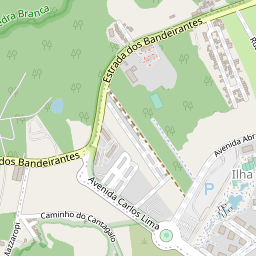 dra Branca
Estrada dos Bandeirantes
dos Bandeirantes
Avenida Abr
Ilha
P
Avenida Carlos Lima
Caminho do Cantagalo
Mazzaropi